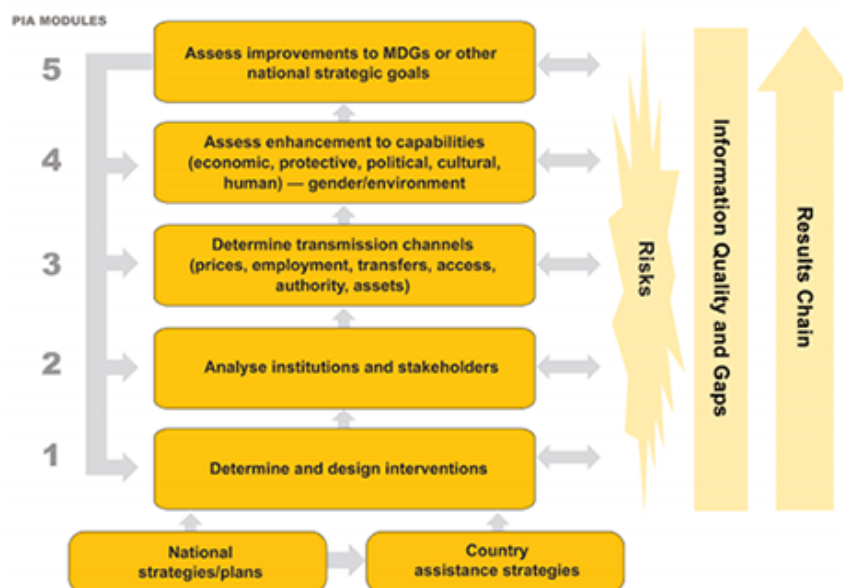 PIA MODULES
5
Assess improvements to MDGs or other
national strategic goals
4
Assess enhancement to capabilities
(economic, protective, political, cultural,
human) — gender/environment
3
Determine transmission channels
(prices, employment, transfers, access,
authority, assets)
2
Analyse institutions and stakeholders
1
Determine and design interventions
National
strategies/plans
Country
assistance strategies
Risks
Information Quality and Gaps
Results Chain